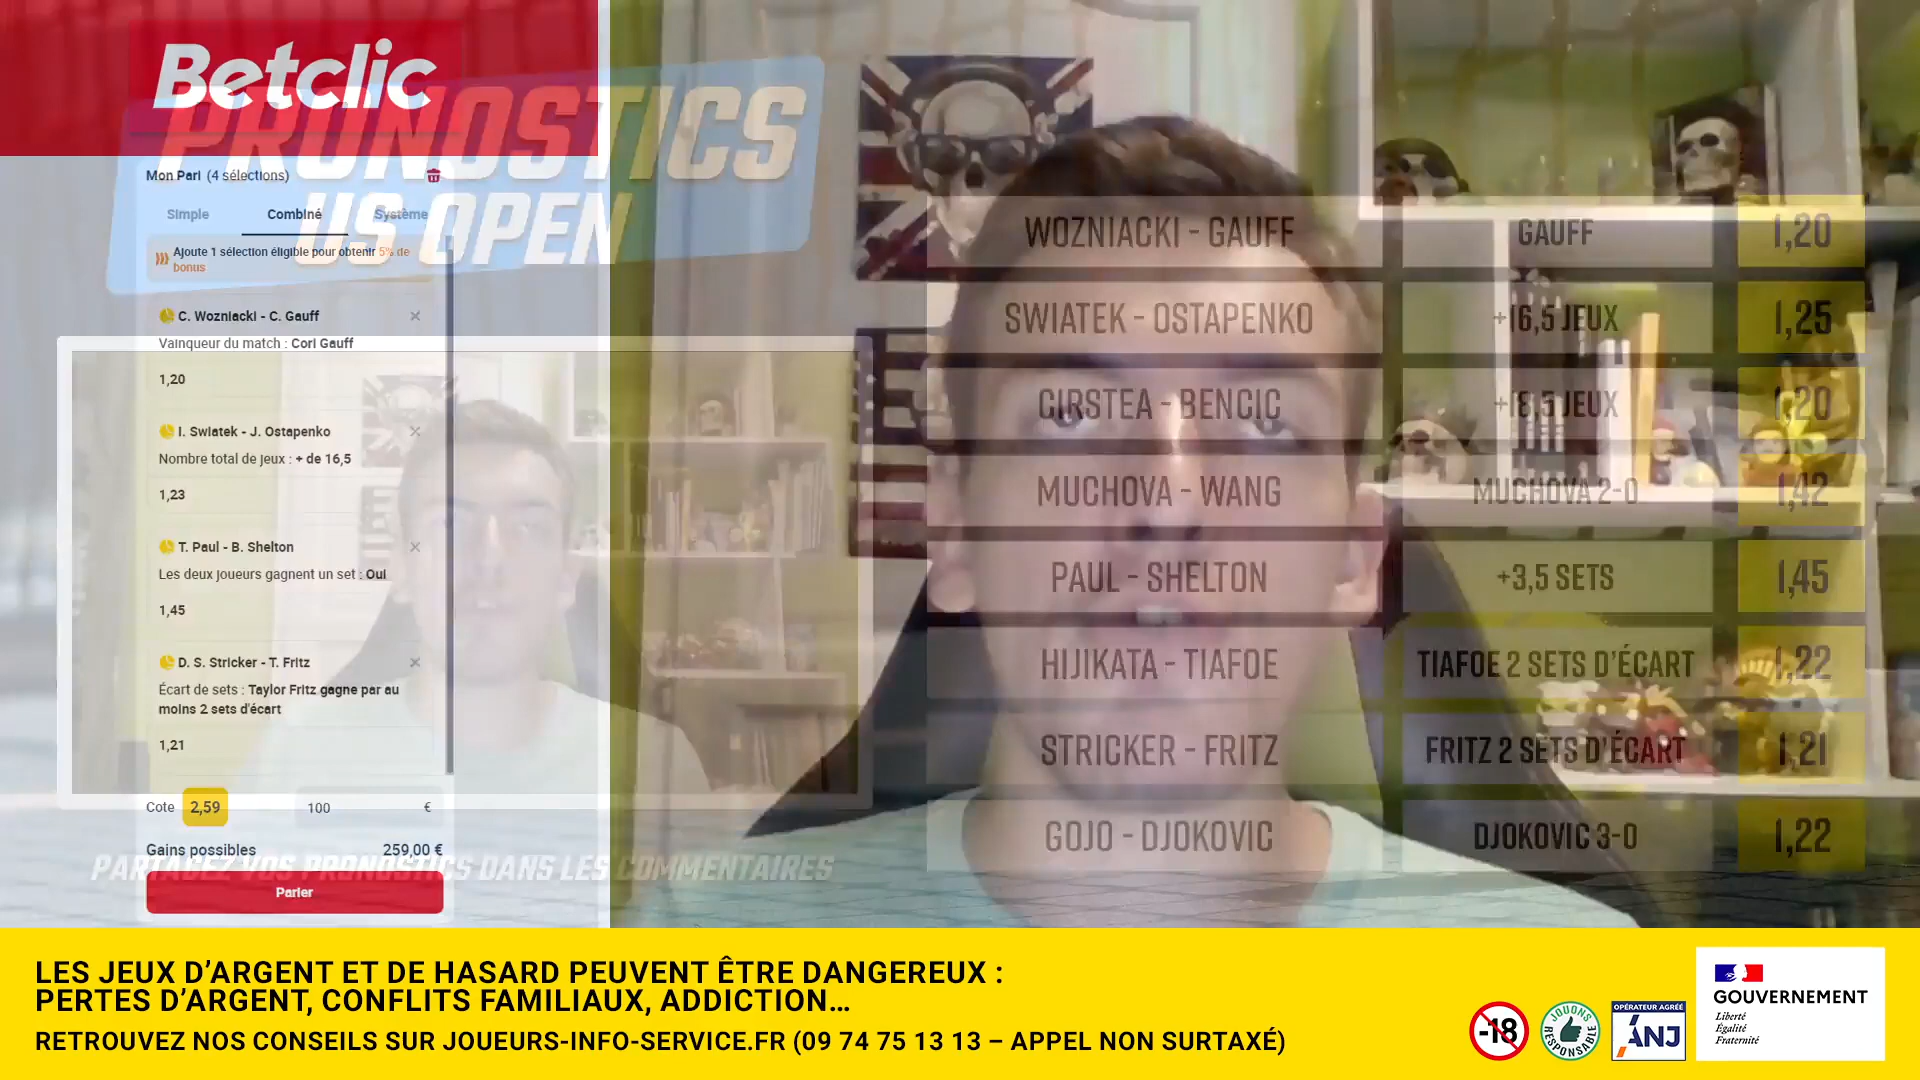 Betclic
PRONOSTICS
US OPEN
Mon Pari (4 sélections)
Simple
Combiné
Système
Ajoute 1 sélection éligible pour obtenir 5% de
bonus
C. Wozniacki - C. Gauff
Vainqueur du match : Cori Gauff
1,20
I. Swiatek - J. Ostapenko
Nombre total de jeux : + de 16,5
1,23
T. Paul - B. Shelton
Les deux joueurs gagnent un set : Oui
1,45
D. S. Stricker - T. Fritz
Écart de sets : Taylor Fritz gagne par au
moins 2 sets d'écart
1,21
Cote 2,59 100 €
Gains possibles 259,00 €
PARTAGEZ VOS PRONOSTICS DANS LES COMMENTAIRES
Parier
WOZNIACKI - GAUFF GAUFF 1,20
SWIATEK - OSTAPENKO +16,5 JEUX 1,25
CIRSTEA - BENCIC +18,5 JEUX 1,20
MUCHOVA - WANG MUCHOVA 2-0 1,42
PAUL - SHELTON +3,5 SETS 1,45
HIJIKATA - TIAFOE TIAFOE 2 SETS D'ÉCART 1,22
STRICKER - FRITZ FRITZ 2 SETS D'ÉCART 1,21
GOJO - DJOKOVIC DJOKOVIC 3-0 1,22
LES JEUX D'ARGENT ET DE HASARD PEUVENT ÊTRE DANGEREUX :
PERTES D'ARGENT, CONFLITS FAMILIAUX, ADDICTION…
RETROUVEZ NOS CONSEILS SUR JOUEURS-INFO-SERVICE.FR (09 74 75 13 13 – APPEL NON SURTAXÉ)
-18
JOUONS
RESPONSABLE
OPÉRATEUR AGRÉÉ
ANJ
GOUVERNEMENT
Liberté
Égalité
Fraternité